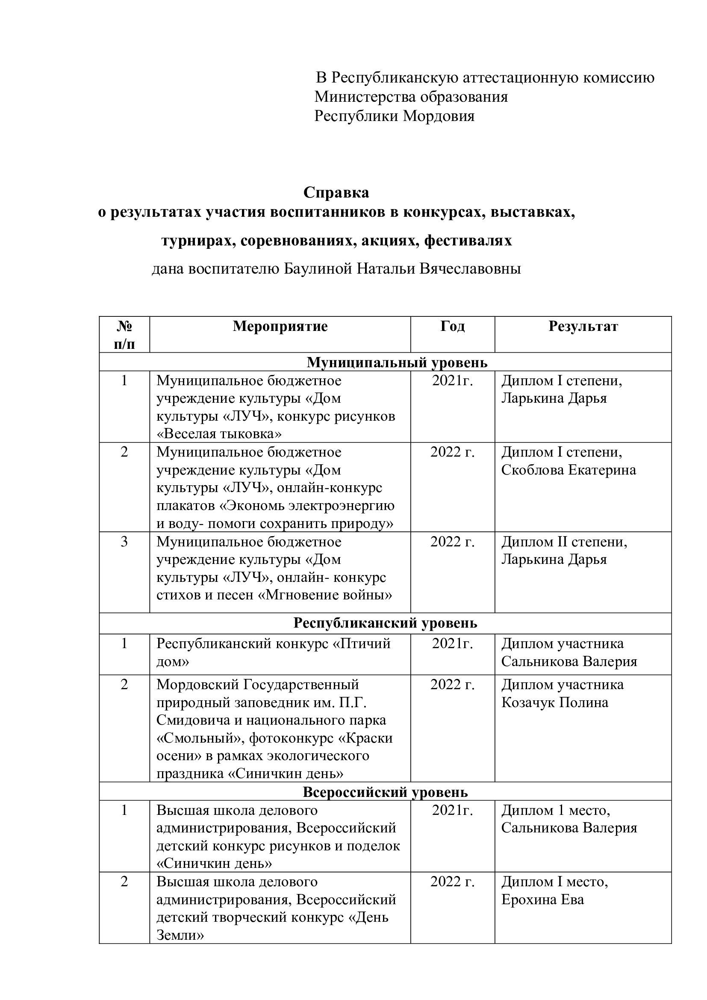 В Республиканскую аттестационную комиссию
Министерства образования
Республики Мордовия
Справка
о результатах участия воспитанников в конкурсах, выставках,
турнирах, соревнованиях, акциях, фестивалях
дана воспитателю Баулиной Натальи Вячеславовны
№ п/п Мероприятие Год Результат
Муниципальный уровень
1 Муниципальное бюджетное 2021г. Диплом I степени,
учреждение культуры «Дом Ларькина Дарья
культуры «ЛУЧ», конкурс рисунков
«Веселая тыковка»
2 Муниципальное бюджетное 2022 г. Диплом I степени,
учреждение культуры «Дом Скоблова Екатерина
культуры «ЛУЧ», онлайн-конкурс
плакатов «Экономь электроэнергию
и воду- помоги сохранить природу»
3 Муниципальное бюджетное 2022 г. Диплом II степени,
учреждение культуры «Дом Ларькина Дарья
культуры «ЛУЧ», онлайн- конкурс
стихов и песен «Мгновение войны»
Республиканский уровень
1 Республиканский конкурс «Птичий 2021г. Диплом участника
дом» Сальникова Валерия
2 Мордовский Государственный 2022 г. Диплом участника
природный заповедник им. П.Г. Козачук Полина
Смидовича и национального парка
«Смольный», фотоконкурс «Краски
осени» в рамках экологического
праздника «Синичкин день»
Всероссийский уровень
1 Высшая школа делового 2021г. Диплом 1 место,
администрирования, Всероссийский Сальникова Валерия
детский конкурс рисунков и поделок
«Синичкин день»
2 Высшая школа делового 2022 г. Диплом I место,
администрирования, Всероссийский Ерохина Ева
детский творческий конкурс «День
Земли»